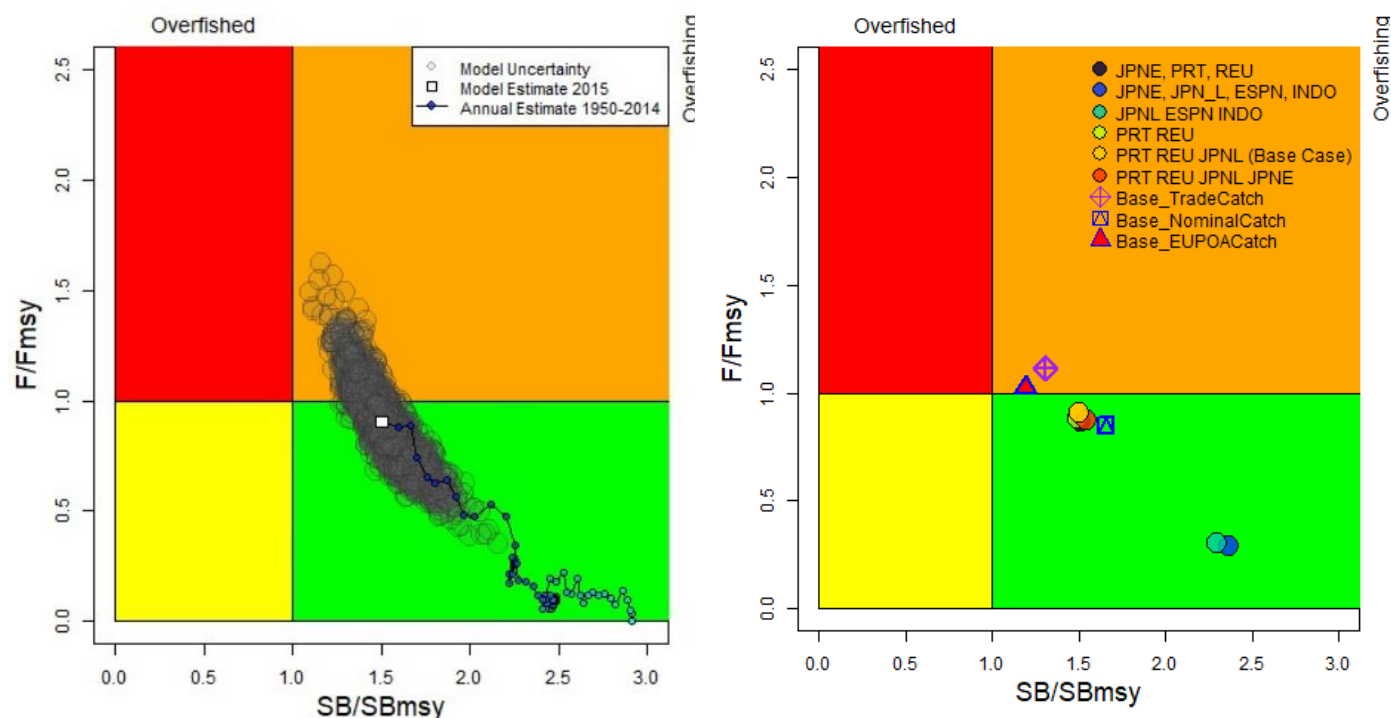 Overfished
Overfishing
Model Uncertainty
Model Estimate 2015
Annual Estimate 1950-2014
2.5
2.0
1.5
1.0
0.5
0.0
F/Fmsy
0.0 0.5 1.0 1.5 2.0 2.5 3.0
SB/SBmsy
Overfished
Overfishing
JPNE, PRT, REU
JPNE, JPN_L, ESPN, INDO
JPNL ESPN INDO
PRT REU
PRT REU JPNL (Base Case)
PRT REU JPNL JPNE
Base_TradeCatch
Base_NominalCatch
Base_EUPOACatch
2.5
2.0
1.5
1.0
0.5
0.0
F/Fmsy
0.0 0.5 1.0 1.5 2.0 2.5 3.0
SB/SBmsy